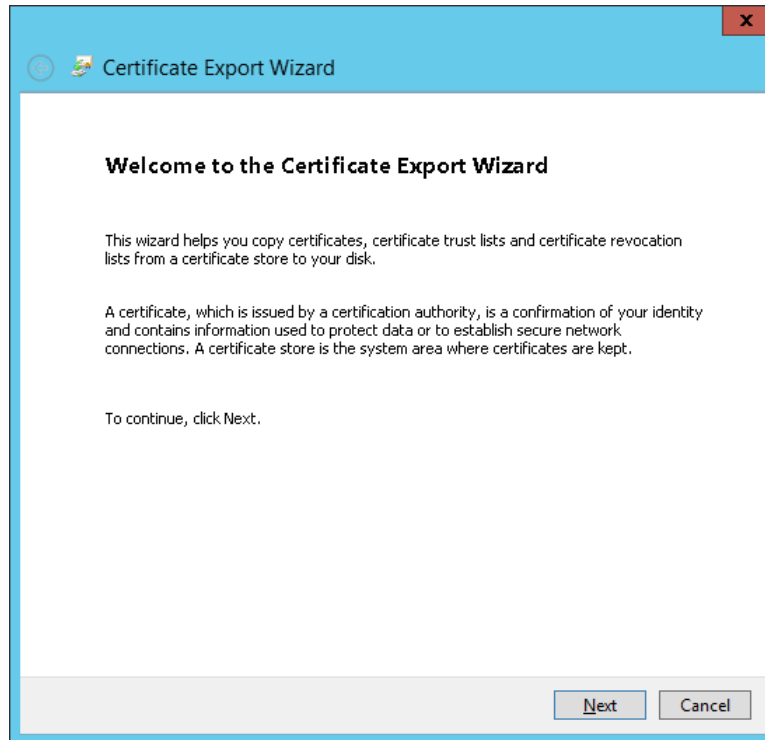 x
Certificate Export Wizard
Welcome to the Certificate Export Wizard
This wizard helps you copy certificates, certificate trust lists and certificate revocation
lists from a certificate store to your disk.
A certificate, which is issued by a certification authority, is a confirmation of your identity
and contains information used to protect data or to establish secure network
connections. A certificate store is the system area where certificates are kept.
To continue, click Next.
Next Cancel